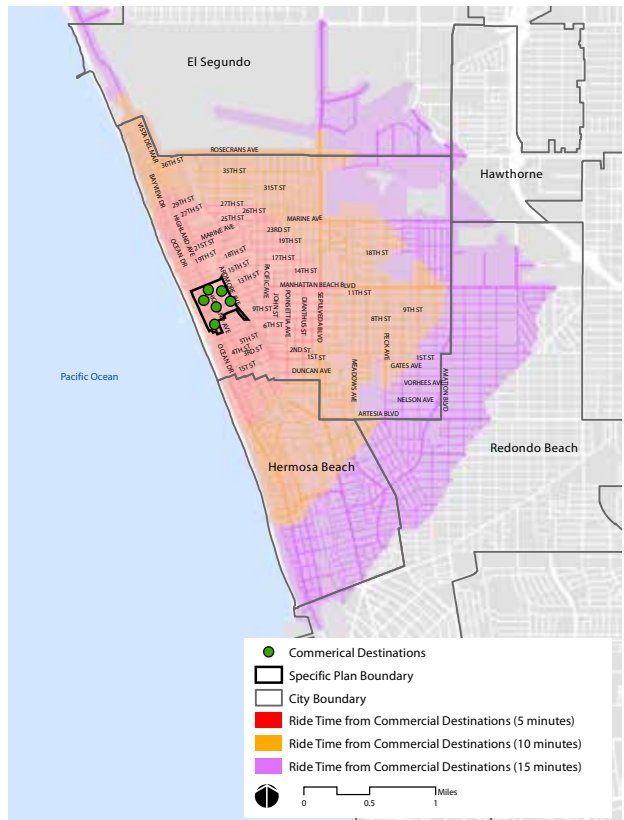 El Segundo
VISTA DEL MAR
ROSECRANS AVE
36TH ST
35TH ST
Hawthorne
BAYVIEW DR
31ST ST
29TH ST
27TH ST
27TH ST
26TH ST
25TH ST
HIGHLAND AVE
MARINE AVE
MARINE AVE
23RD ST
21ST ST
19TH ST
OCEAN DR
19TH ST
18TH ST
18TH ST
17TH ST
15TH ST
14TH ST
PACIFIC AVE
13TH ST
MANHATTAN BEACH BLVD
11TH ST
JOHN ST
POINSETTIA AVE
DIANTHUS ST
SEPULVEDA BLVD
9TH ST
9TH ST
8TH ST
6TH ST
PECK AVE
5TH ST
4TH ST
3RD ST
2ND ST
1ST ST
1ST ST
OCEAN DR
1ST ST
DUNCAN AVE
MEADOWS AVE
GATES AVE
AVIATION BLVD
Pacific Ocean
VORHEES AVE
NELSON AVE
ARTESIA BLVD
Redondo Beach
Hermosa Beach
Commerical Destinations
Specific Plan Boundary
City Boundary
Ride Time from Commercial Destinations (5 minutes)
Ride Time from Commercial Destinations (10 minutes)
Ride Time from Commercial Destinations (15 minutes)
Miles
0 0.5 1